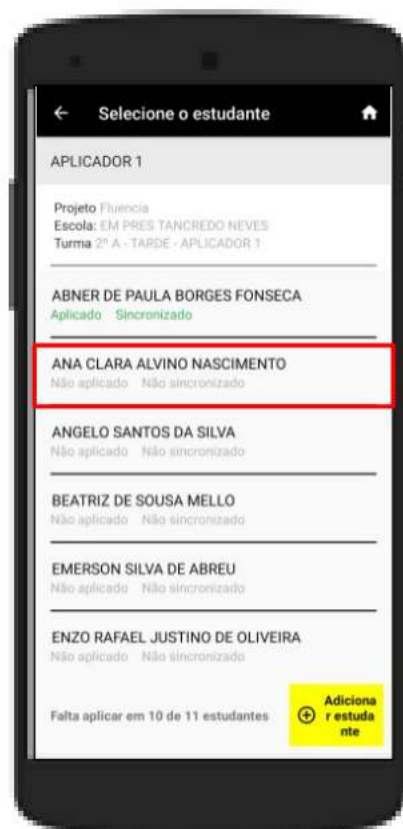 Selecione o estudante
APLICADOR 1
Projeto Fluencia
Escola: EM PRES TANCREDO NEVES
Turma 2º A - TARDE - APLICADOR 1
ABNER DE PAULA BORGES FONSECA
Aplicado Sincronizado
ANA CLARA ALVINO NASCIMENTO
Não aplicado Não sincronizado
ANGELO SANTOS DA SILVA
Não aplicado Não sincronizado
BEATRIZ DE SOUSA MELLO
Não aplicado Não sincronizado
EMERSON SILVA DE ABREU
Não aplicado Não sincronizado
ENZO RAFAEL JUSTINO DE OLIVEIRA
Não aplicado Não sincronizado
Falta aplicar em 10 de 11 estudantes
Adiciona
r estuda
nte